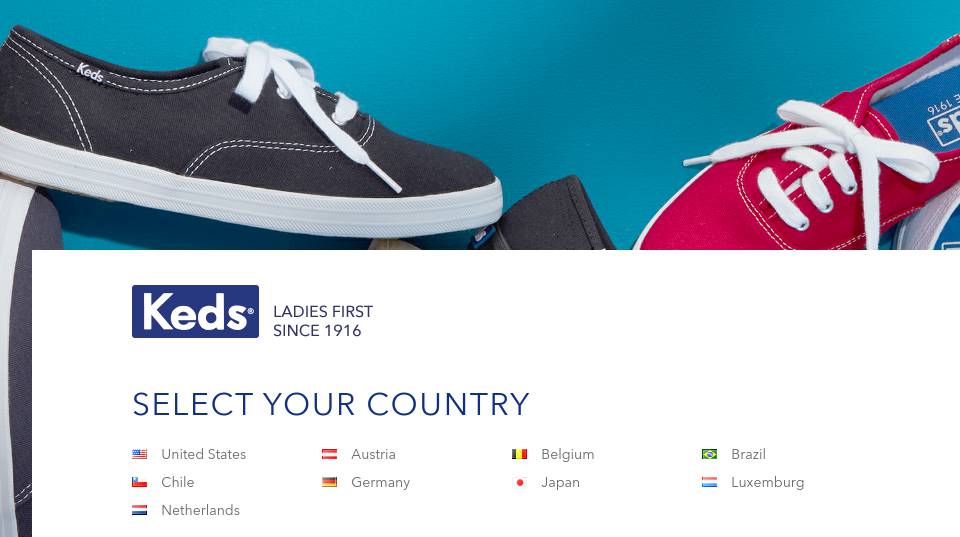 Keds
1916
Keds®
LADIES FIRST
SINCE 1916
SELECT YOUR COUNTRY
United States
Austria
Belgium
Brazil
Chile
Germany
Japan
Luxemburg
Netherlands